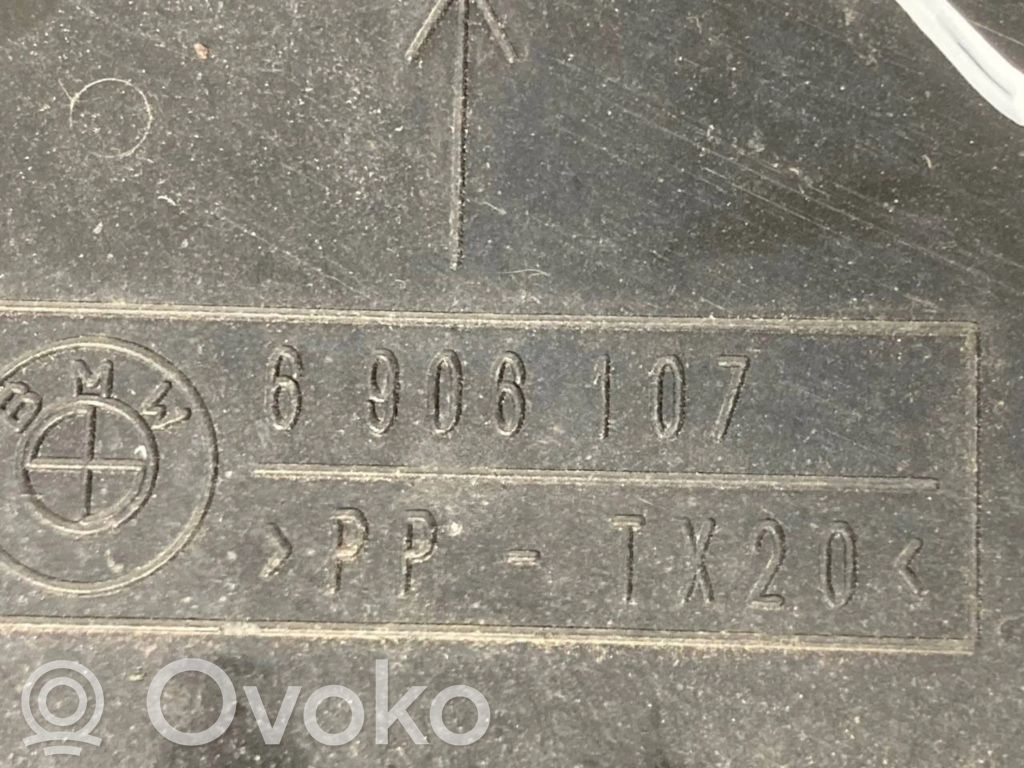 BMW
6 906 107
>PP - TX20<
Ovoko